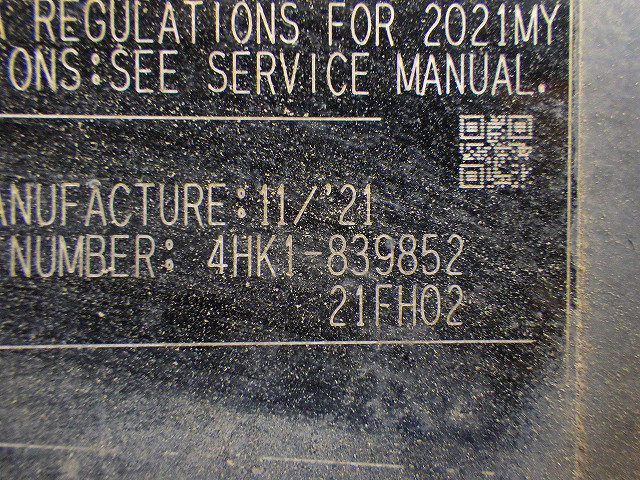 A REGULATIONS FOR 2021MY
ONS:SEE SERVICE MANUAL.
ANUFACTURE:11/'21
NUMBER: 4HK1-839852
21FH02